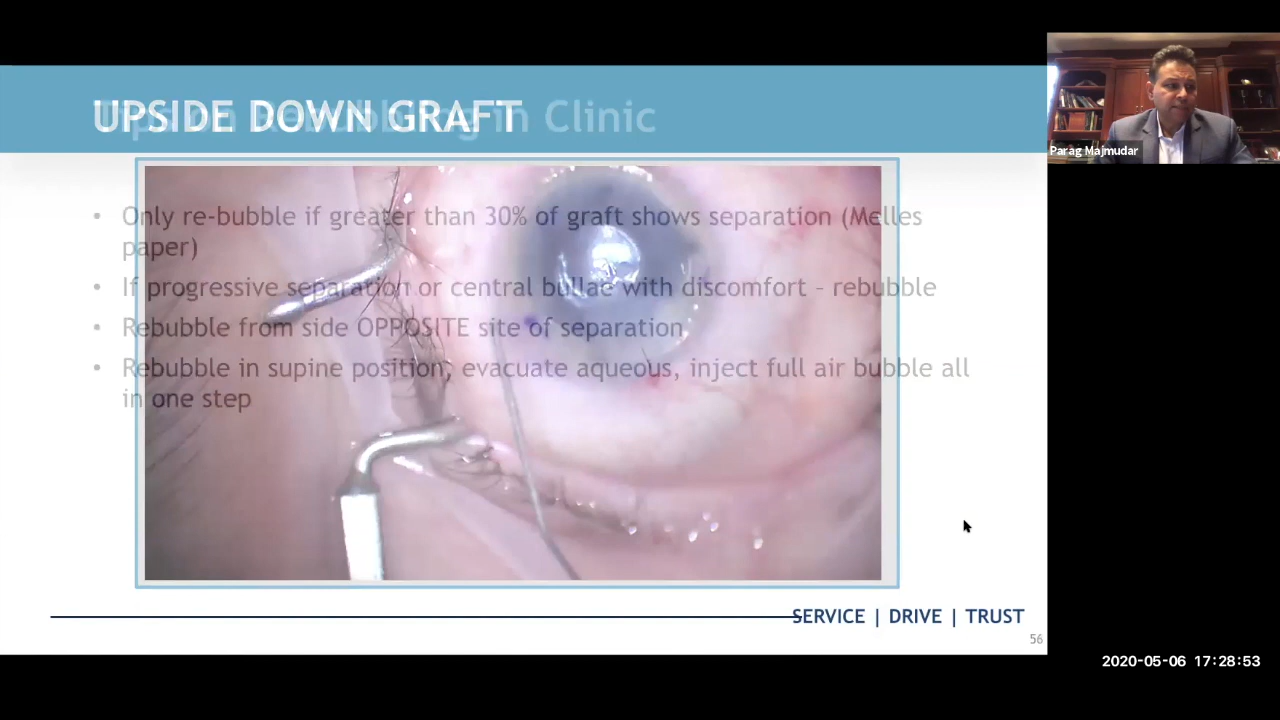 UPSIDE DOWN GRAFT
in Clinic
• Only re-bubble if greater than 30% of graft shows separation (Melles
paper)
• If progressive separation or central bullae with discomfort – rebubble
• Rebubble from side OPPOSITE site of separation
• Rebubble in supine position, evacuate aqueous, inject full air bubble all
in one step
SERVICE | DRIVE | TRUST
56
Parag Majmudar
2020-05-06 17:28:53